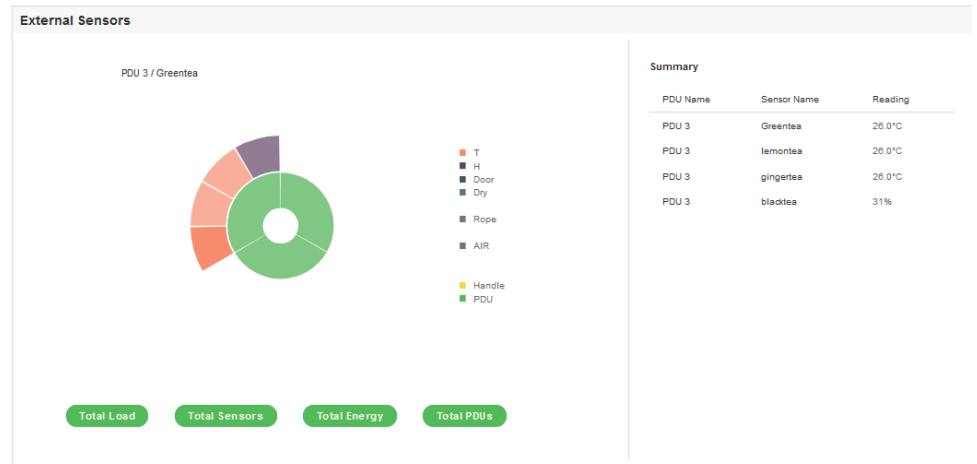 External Sensors
PDU 3 / Greentea
T
H
Door
Dry
Rope
AIR
Handle
PDU
Total Load Total Sensors Total Energy Total PDUs
Summary
PDU Name Sensor Name Reading
PDU 3 Greentea 26.0°C
PDU 3 lemontea 26.0°C
PDU 3 gingertea 26.0°C
PDU 3 blacktea 31%